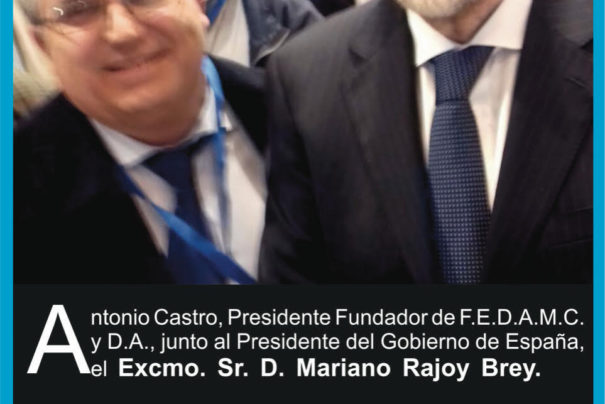 Antonio Castro, Presidente Fundador de F.E.D.A.M.C.
y D.A., junto al Presidente del Gobierno de España,
el Excmo. Sr. D. Mariano Rajoy Brey.